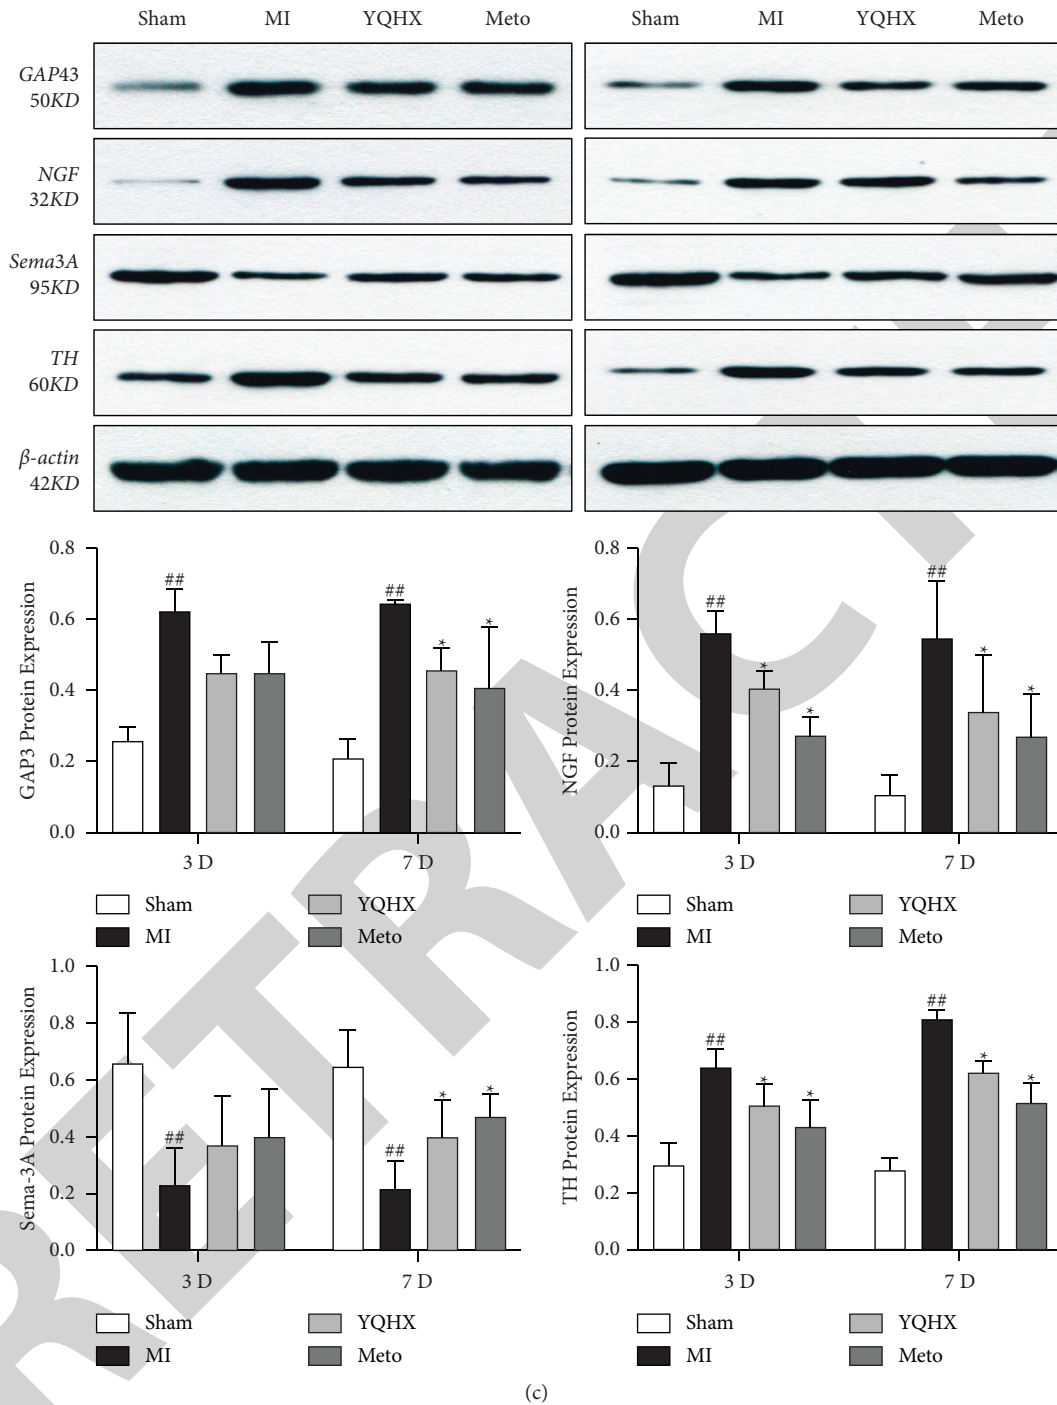 Sham MI YQHX Meto Sham MI YQHX Meto
GAP43
50KD
NGF
32KD
Sema3A
95KD
TH
60KD
β-actin
42KD
GAP3 Protein Expression
0.8
0.6
0.4
0.2
0.0
##
##
*
*
3 D 7 D
Sham YQHX
MI Meto
NGF Protein Expression
0.8
0.6
0.4
0.2
0.0
##
*
*
##
*
*
3 D 7 D
Sham YQHX
MI Meto
Sema-3A Protein Expression
1.0
0.8
0.6
0.4
0.2
0.0
##
##
*
*
3 D 7 D
Sham YQHX
MI Meto
TH Protein Expression
1.0
0.8
0.6
0.4
0.2
0.0
##
*
*
##
*
*
3 D 7 D
Sham YQHX
MI Meto
(c)
RETRACT